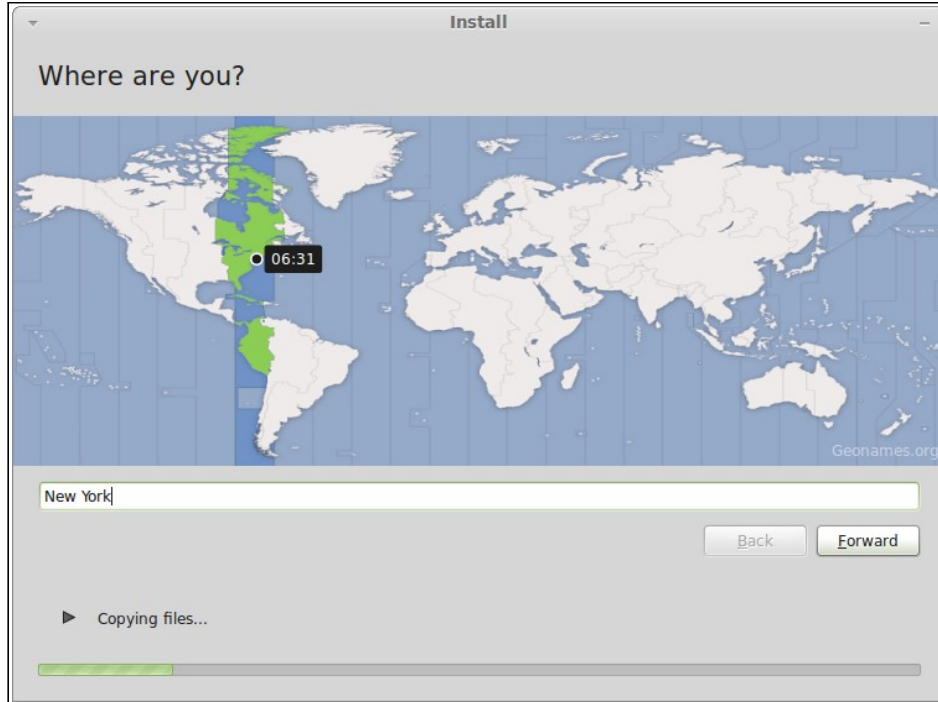 Install
Where are you?
06:31
Geonames.org
New York
Back
Forward
Copying files...